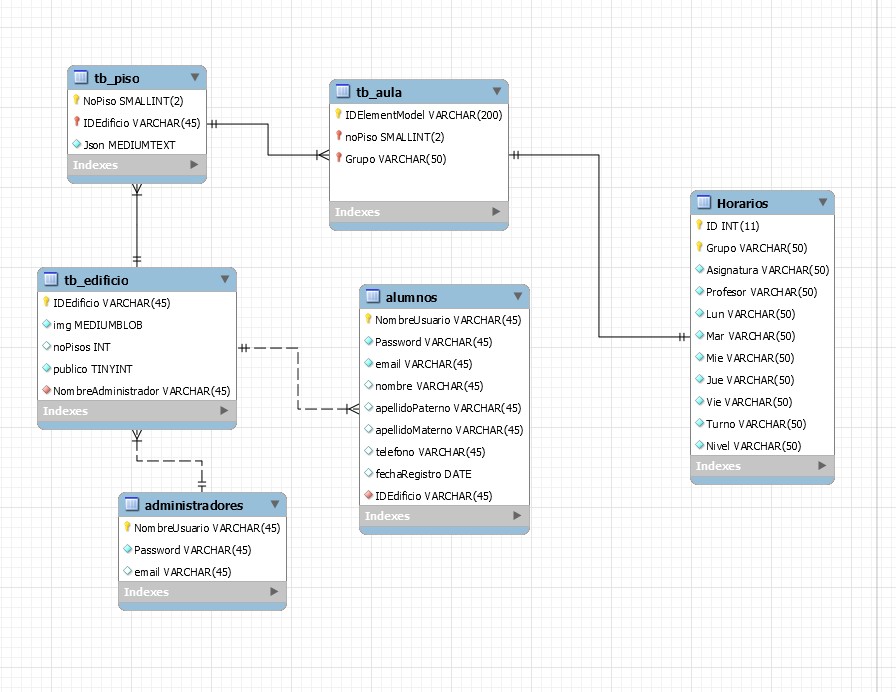 tb_piso
NoPiso SMALLINT(2)
IDEdificio VARCHAR(45)
Json MEDIUMTEXT
Indexes
tb_aula
IDElementModel VARCHAR(200)
noPiso SMALLINT(2)
Grupo VARCHAR(50)
Indexes
Horarios
ID INT(11)
Grupo VARCHAR(50)
Asignatura VARCHAR(50)
Profesor VARCHAR(50)
Lun VARCHAR(50)
Mar VARCHAR(50)
Mie VARCHAR(50)
Jue VARCHAR(50)
Vie VARCHAR(50)
Turno VARCHAR(50)
Nivel VARCHAR(50)
Indexes
tb_edificio
IDEdificio VARCHAR(45)
img MEDIUMBLOB
noPisos INT
publico TINYINT
NombreAdministrador VARCHAR(45)
Indexes
alumnos
NombreUsuario VARCHAR(45)
Password VARCHAR(45)
email VARCHAR(45)
nombre VARCHAR(45)
apellidoPaterno VARCHAR(45)
apellidoMaterno VARCHAR(45)
telefono VARCHAR(45)
fechaRegistro DATE
IDEdificio VARCHAR(45)
Indexes
administradores
NombreUsuario VARCHAR(45)
Password VARCHAR(45)
email VARCHAR(45)
Indexes